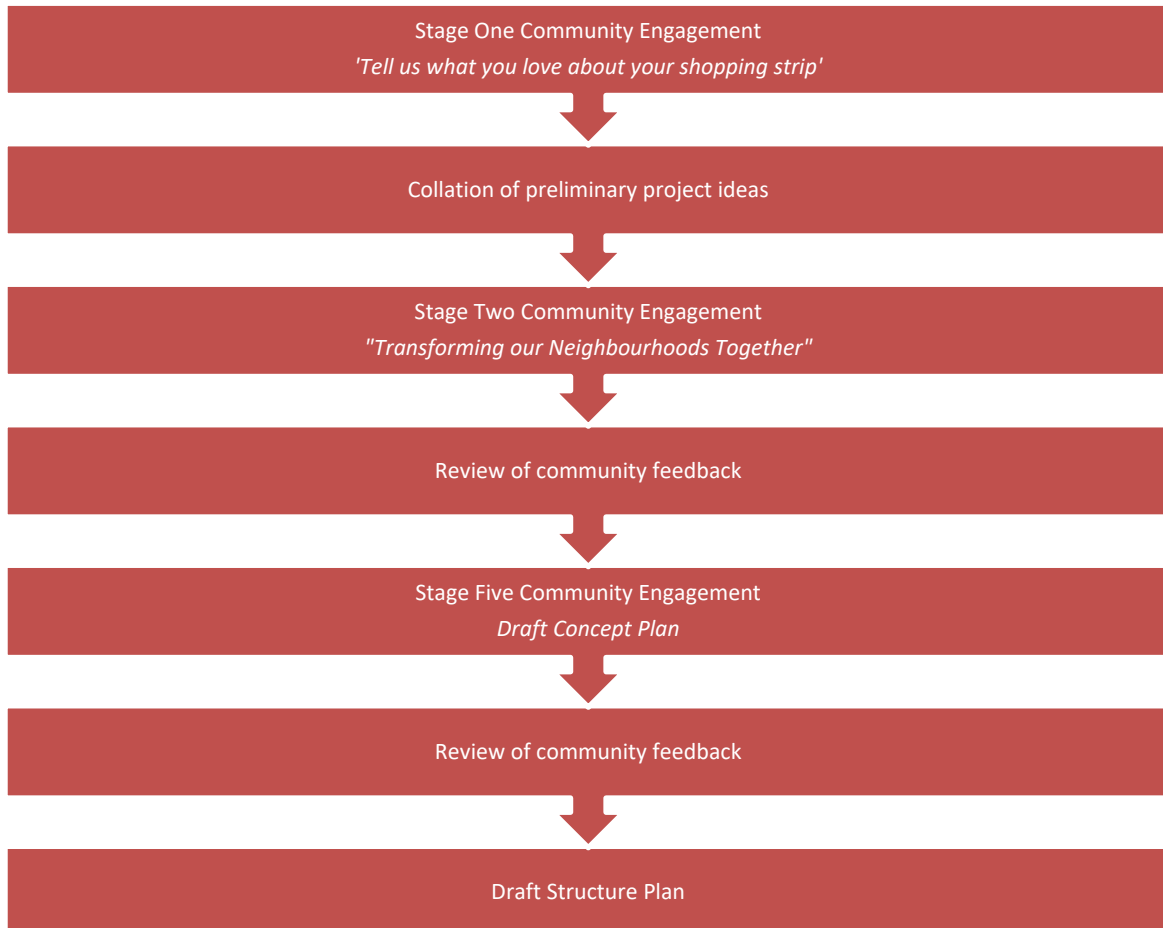 Stage One Community Engagement
'Tell us what you love about your shopping strip'
Collation of preliminary project ideas
Stage Two Community Engagement
"Transforming our Neighbourhoods Together"
Review of community feedback
Stage Five Community Engagement
Draft Concept Plan
Review of community feedback
Draft Structure Plan